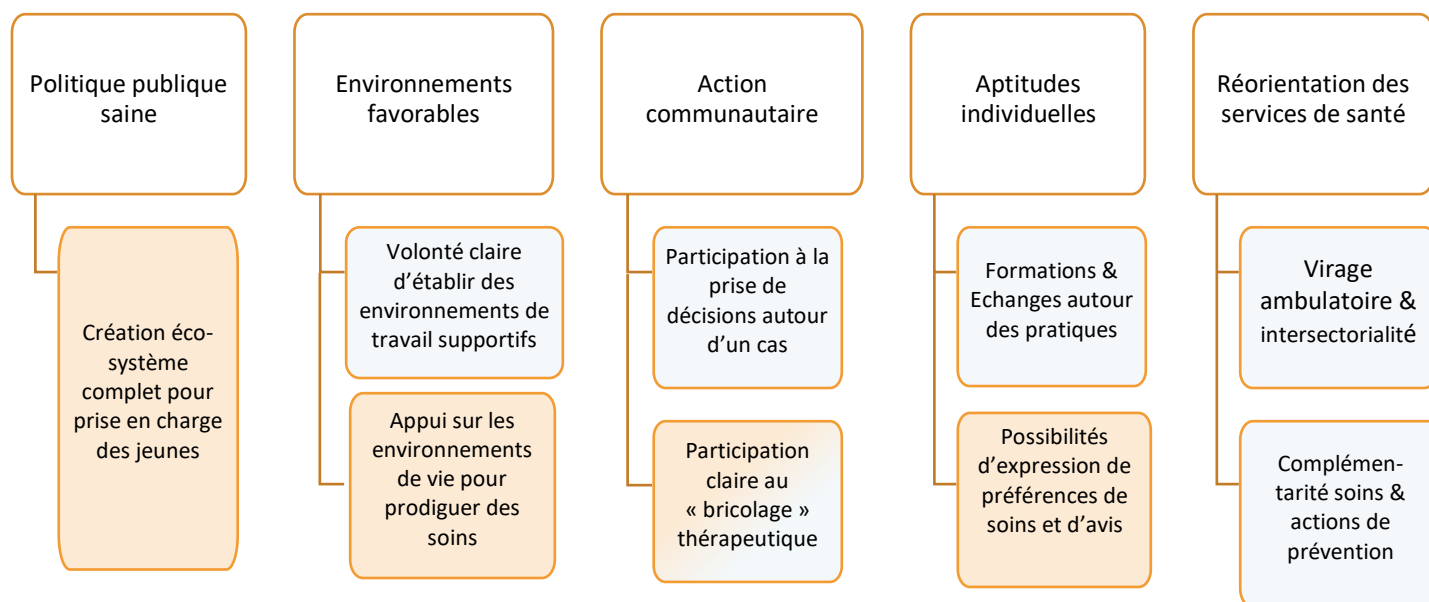 Politique publique
saine
Environnements
favorables
Action
communautaire
Aptitudes
individuelles
Réorientation des
services de santé
Création éco-
système
complet pour
prise en charge
des jeunes
Volonté claire
d’établir des
environnements de
travail supportifs
Appui sur les
environnements
de vie pour
prodiguer des
soins
Participation à la
prise de
décisions autour
d’un cas
Participation
claire au
« bricolage »
thérapeutique
Formations &
Echanges autour
des pratiques
Possibilités
d’expression de
préférences de
soins et d’avis
Virage
ambulatoire &
intersectorialité
Complémen-
tarité soins &
actions de
prévention